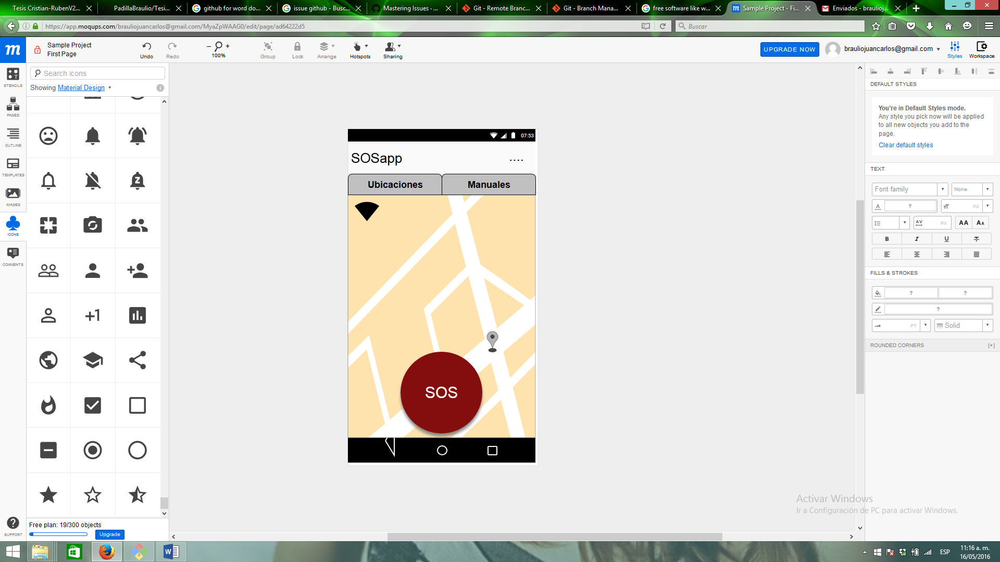 Tesis Cristian-RubenV2...
PadillaBraulio/Tesi...
github for word do...
issue github - Busc...
Mastering Issues · ...
Git - Remote Branc...
Git - Branch Mana...
free software like w...
Sample Project - Fi...
Enviados - braulioj...
https://app.moqups.com/brauliojuancarlos@gmail.com/MyaZpWAAG0/edit/page/ad64222d5
Buscar
m
Sample Project
First Page
Undo
Redo
100%
Group
Lock
Arrange
Hotspots
Sharing
UPGRADE NOW
brauliojuancarlos@gmail.com
Styles
Workspace
STENCILS
PAGES
OUTLINE
TEMPLATES
IMAGES
ICONS
COMMENTS
SUPPORT
Search icons
Showing Material Design
+1
Free plan: 19/300 objects
Upgrade
07:53
SOSapp
....
Ubicaciones
Manuales
SOS
DEFAULT STYLES
You're in Default Styles mode.
Any style you pick now will be applied
to all new objects you add to the
page.
Clear default styles
TEXT
Font family
None
A ?
PX
AV PX
AA
AA
B
I
U
T
FILLS & STROKES
? ?
?
PT
Solid
ROUNDED CORNERS [+]
Activar Windows
Ir a Configuración de PC para activar Windows.
ESP
11:16 a. m.
16/05/2016